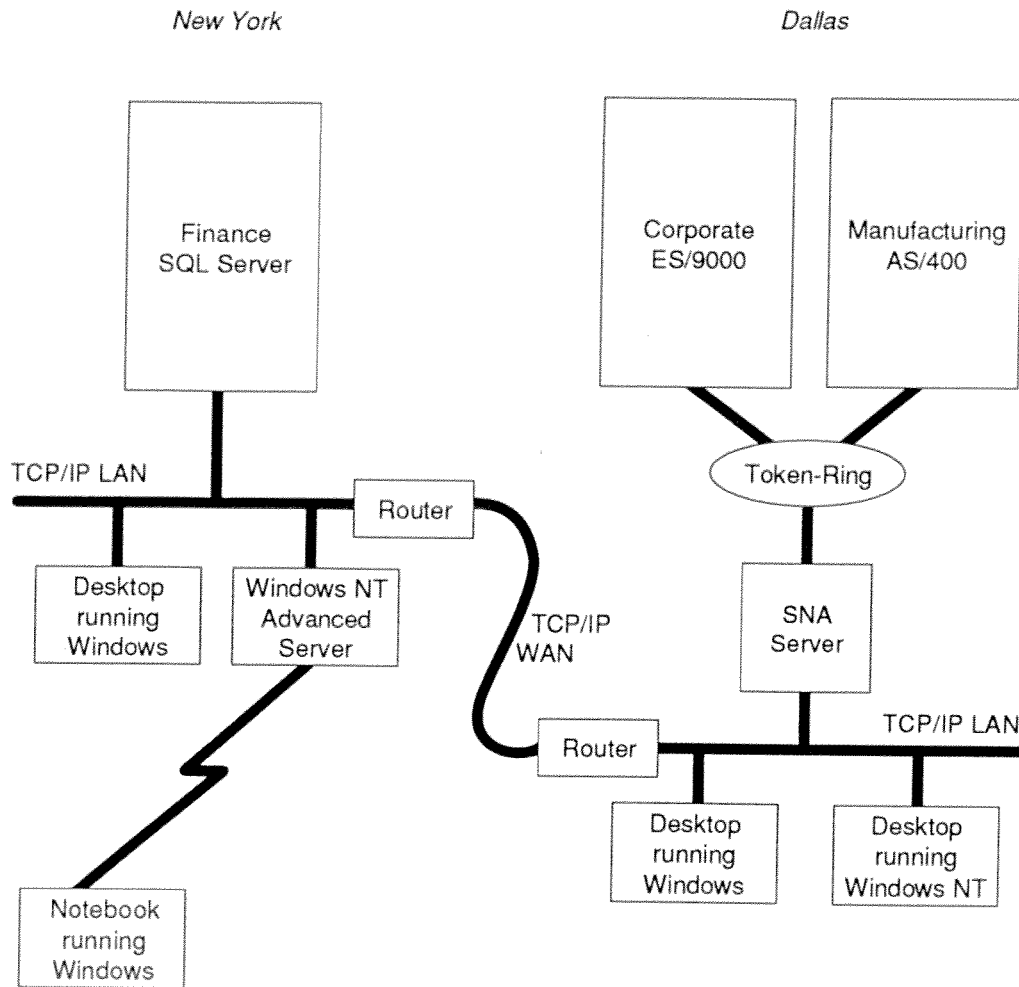 New York
Dallas
Finance
SQL Server
Corporate
ES/9000
Manufacturing
AS/400
TCP/IP LAN
Router
Token-Ring
Desktop
running
Windows
Windows NT
Advanced
Server
TCP/IP
WAN
SNA
Server
Router
TCP/IP LAN
Desktop
running
Windows
Desktop
running
Windows NT
Notebook
running
Windows